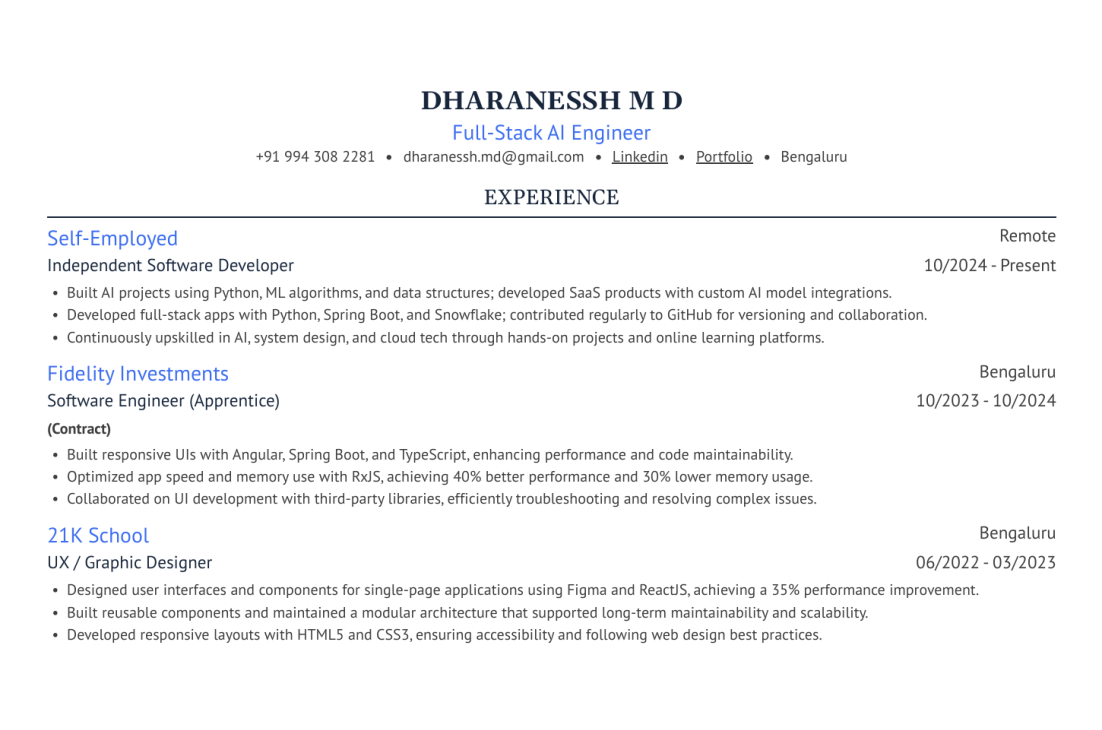 DHARANESSH M D
Full-Stack AI Engineer
+91 994 308 2281 • dharanessh.md@gmail.com • Linkedin • Portfolio • Bengaluru
EXPERIENCE
Self-Employed Remote
Independent Software Developer 10/2024 - Present
• Built AI projects using Python, ML algorithms, and data structures; developed SaaS products with custom AI model integrations.
• Developed full-stack apps with Python, Spring Boot, and Snowflake; contributed regularly to GitHub for versioning and collaboration.
• Continuously upskilled in AI, system design, and cloud tech through hands-on projects and online learning platforms.
Fidelity Investments Bengaluru
Software Engineer (Apprentice) 10/2023 - 10/2024
(Contract)
• Built responsive UIs with Angular, Spring Boot, and TypeScript, enhancing performance and code maintainability.
• Optimized app speed and memory use with RxJS, achieving 40% better performance and 30% lower memory usage.
• Collaborated on UI development with third-party libraries, efficiently troubleshooting and resolving complex issues.
21K School Bengaluru
UX / Graphic Designer 06/2022 - 03/2023
• Designed user interfaces and components for single-page applications using Figma and ReactJS, achieving a 35% performance improvement.
• Built reusable components and maintained a modular architecture that supported long-term maintainability and scalability.
• Developed responsive layouts with HTML5 and CSS3, ensuring accessibility and following web design best practices.